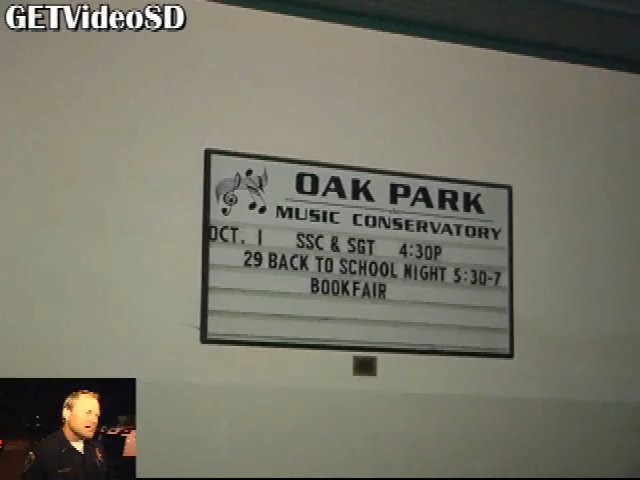 GETVideoSD
OAK PARK
MUSIC CONSERVATORY
OCT. 1 SSC & SGT 4:30P
29 BACK TO SCHOOL NIGHT 5:30-7
BOOKFAIR